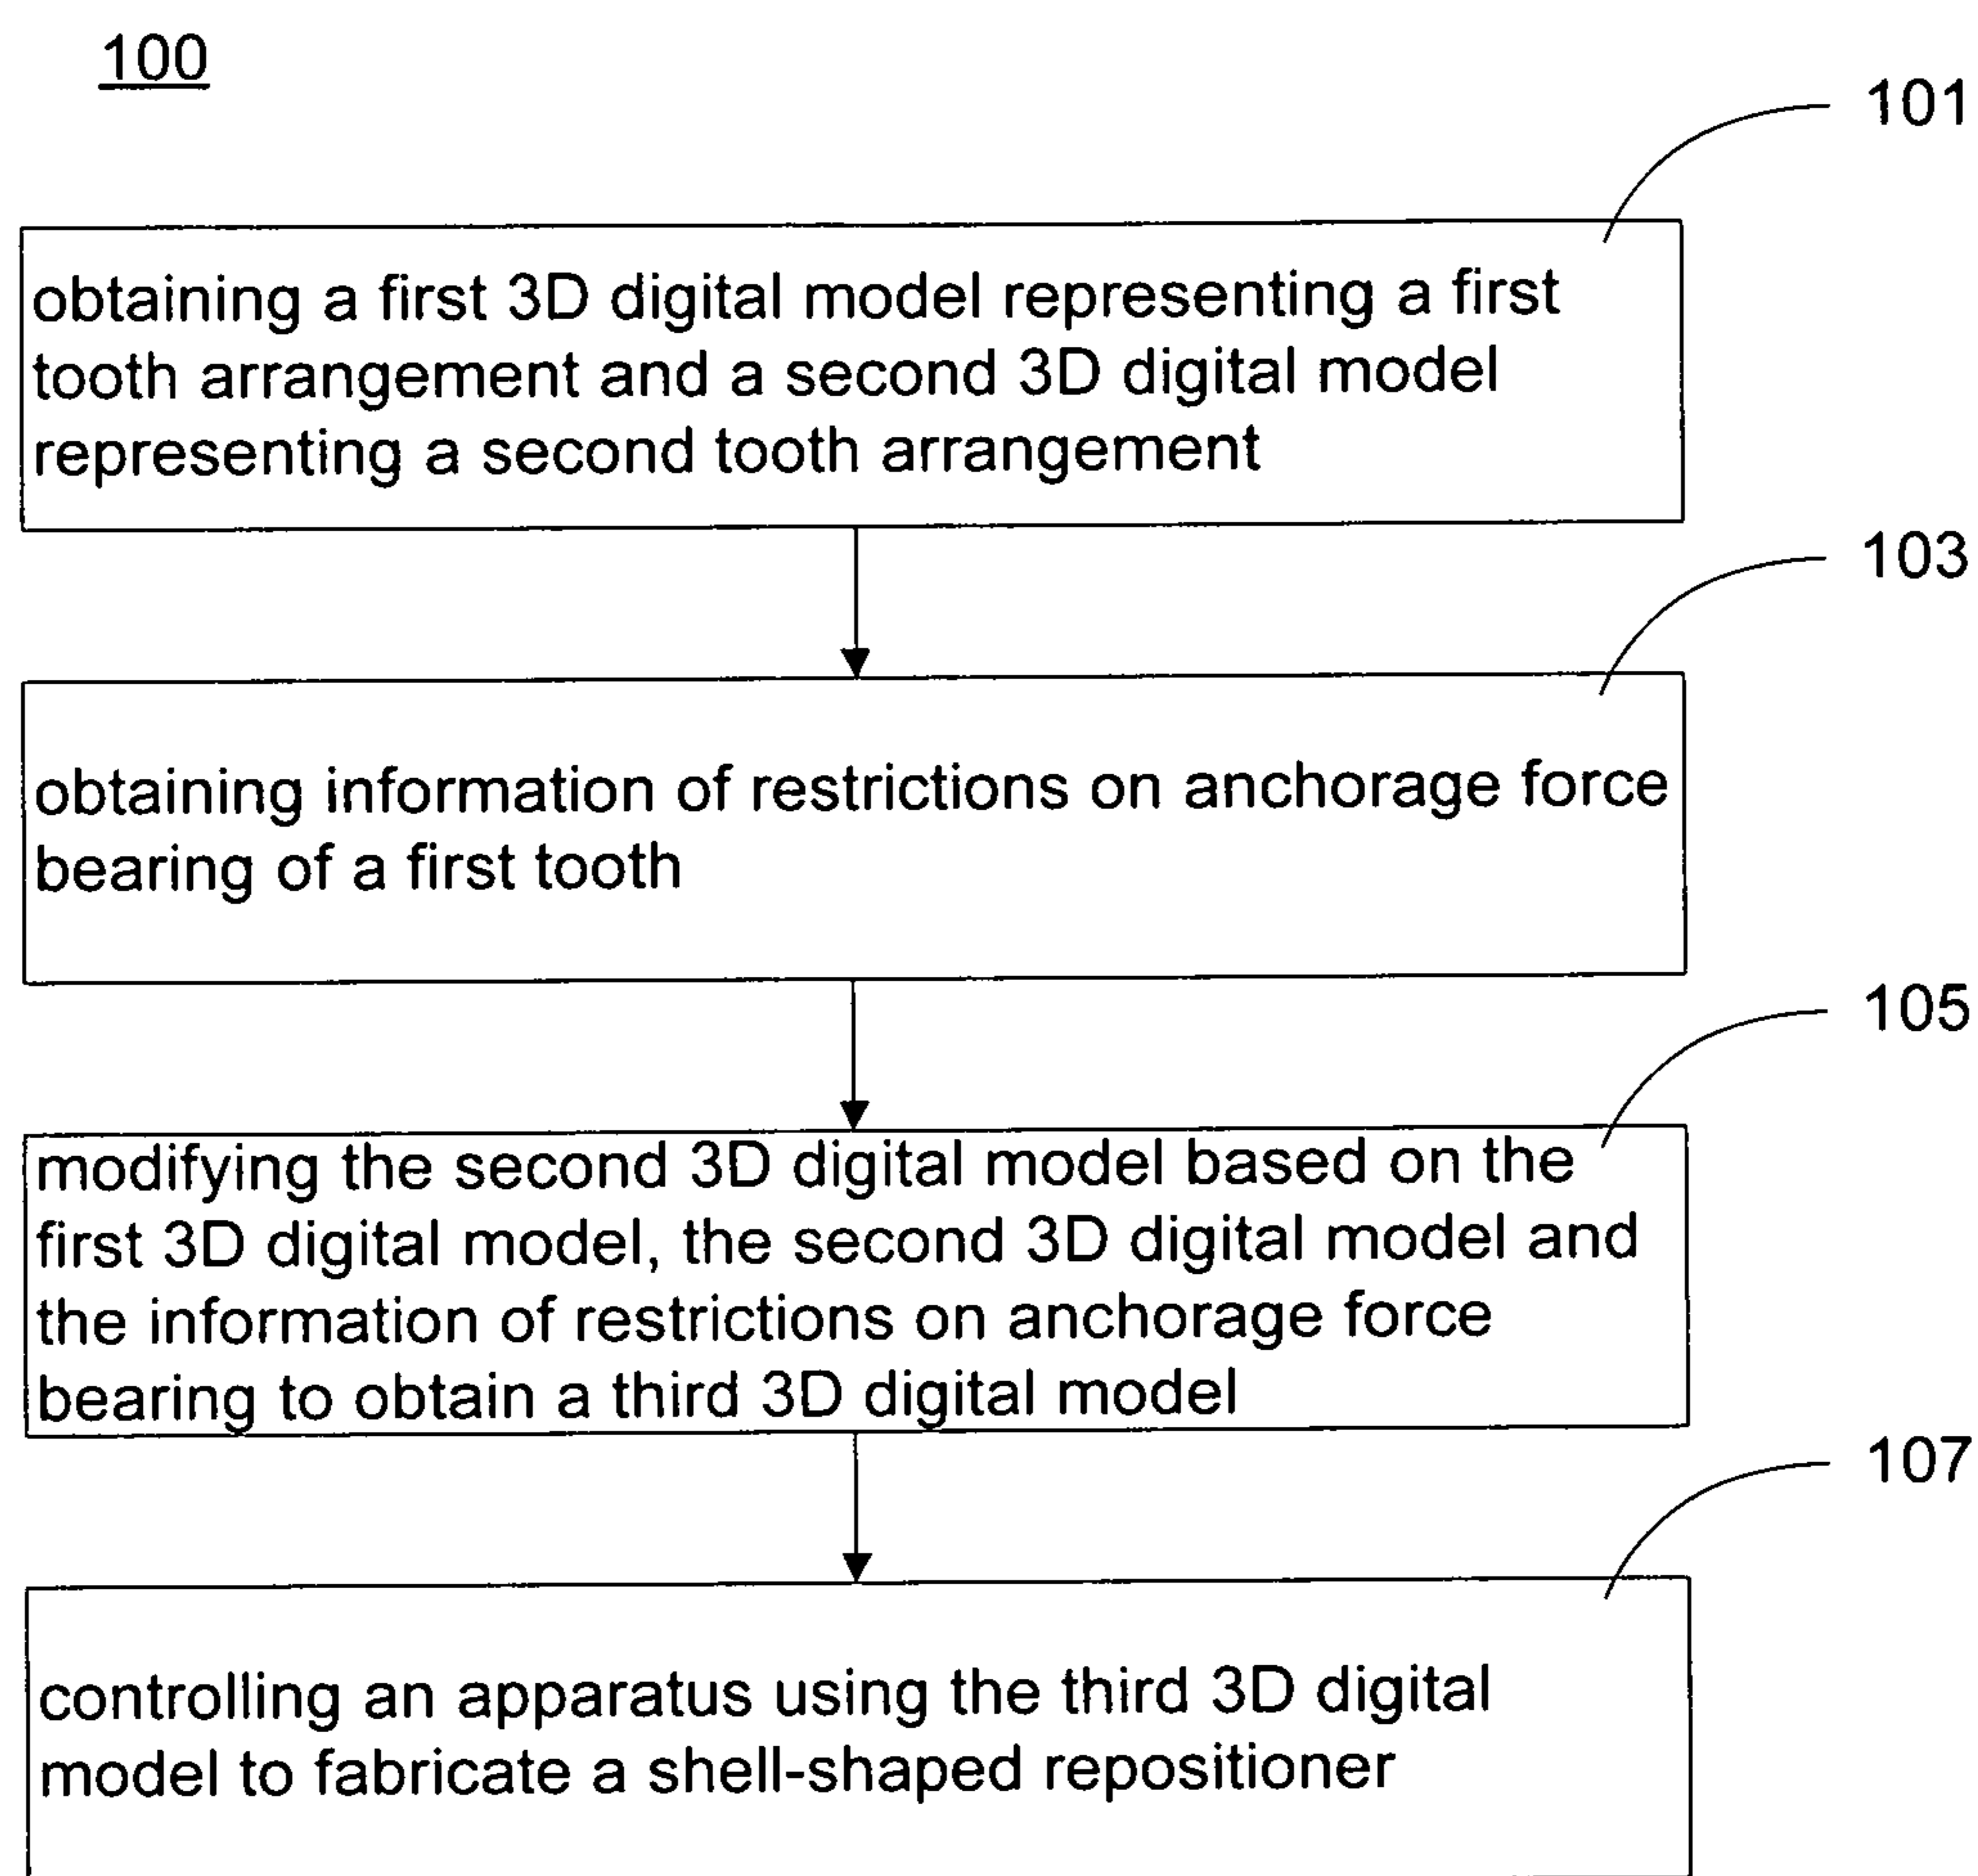 100
101
obtaining a first 3D digital model representing a first
tooth arrangement and a second 3D digital model
representing a second tooth arrangement
103
obtaining information of restrictions on anchorage force
bearing of a first tooth
105
modifying the second 3D digital model based on the
first 3D digital model, the second 3D digital model and
the information of restrictions on anchorage force
bearing to obtain a third 3D digital model
107
controlling an apparatus using the third 3D digital
model to fabricate a shell-shaped repositioner